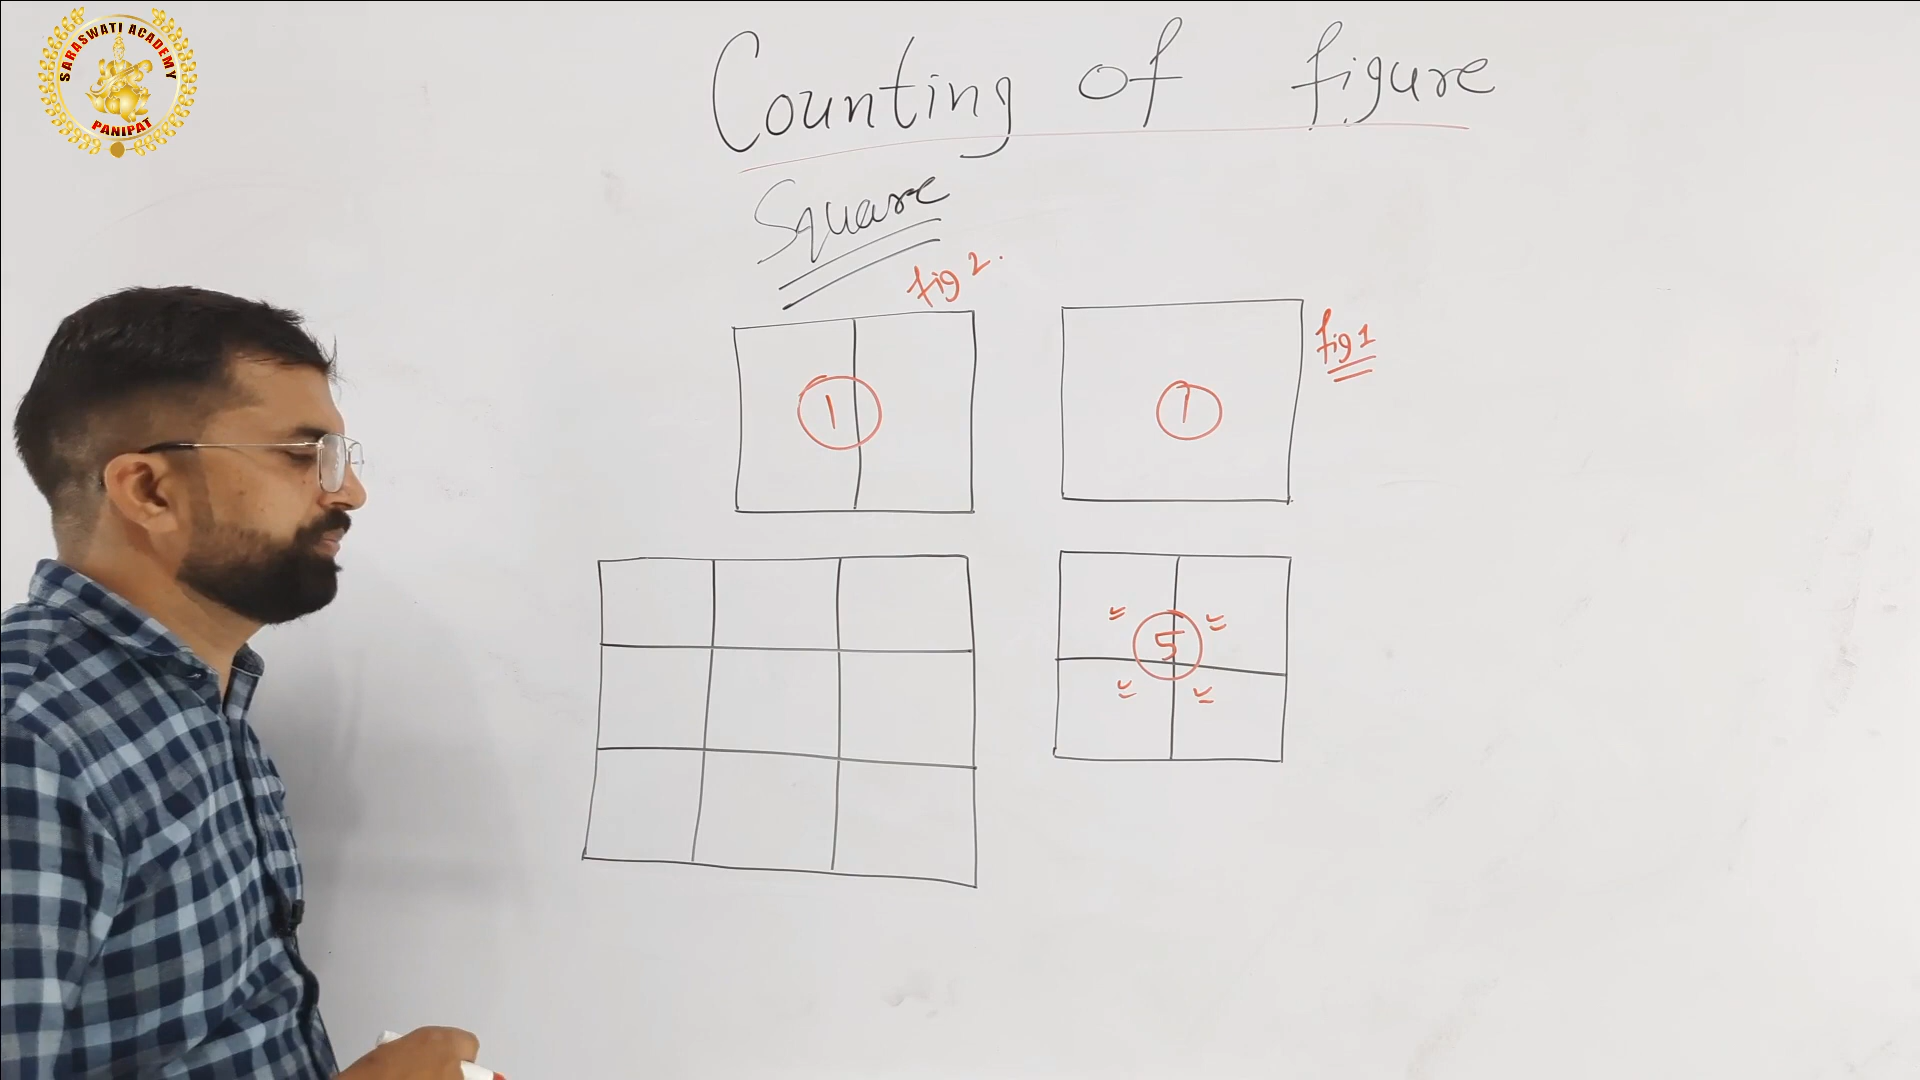 SARASWATI ACADEMY
PANIPAT
Counting of figure
Square
fig 2.
fig 1
1
1
5